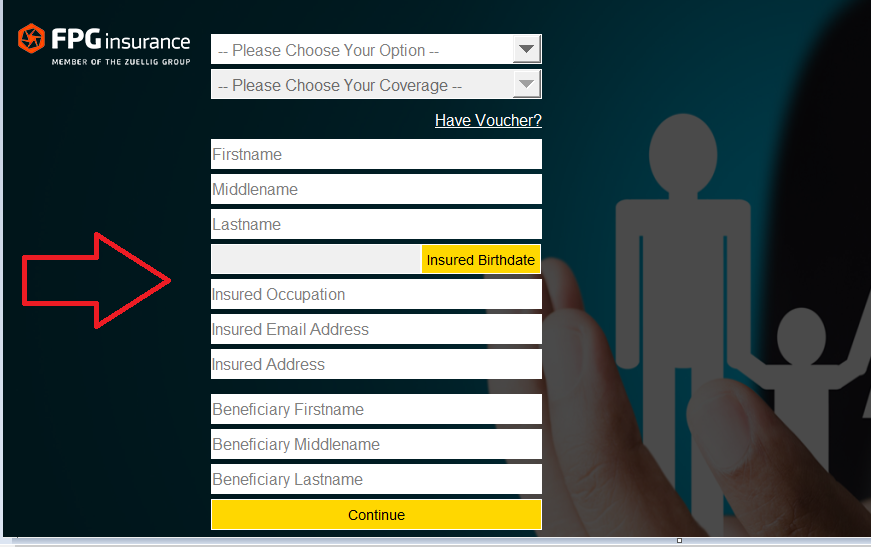 FPG insurance
MEMBER OF THE ZUELLIG GROUP
-- Please Choose Your Option --
-- Please Choose Your Coverage --
Have Voucher?
Firstname
Middlename
Lastname
Insured Birthdate
Insured Occupation
Insured Email Address
Insured Address
Beneficiary Firstname
Beneficiary Middlename
Beneficiary Lastname
Continue